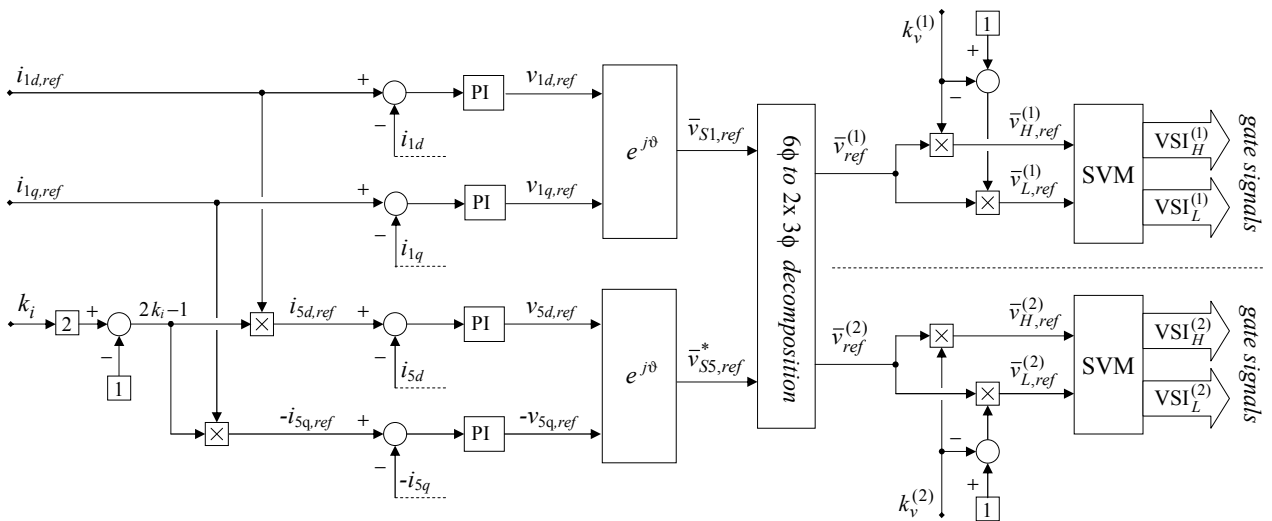 i1d,ref
+
−
i1d
PI
v1d,ref
i1q,ref
+
−
i1q
PI
v1q,ref
e^jϑ
v̅S1,ref
ki
2
+
−
1
2ki−1
×
i5d,ref
+
−
i5d
PI
v5d,ref
×
-i5q,ref
+
−
-i5q
PI
-v5q,ref
e^jϑ
v̅*S5,ref
6ϕ to 2x 3ϕ decomposition
v̅ref(1)
kv(1)
1
+
−
×
×
v̅H,ref(1)
v̅L,ref(1)
SVM
VSIH(1)
VSIL(1)
gate signals
v̅ref(2)
×
×
−
+
1
kv(2)
v̅H,ref(2)
v̅L,ref(2)
SVM
VSIH(2)
VSIL(2)
gate signals